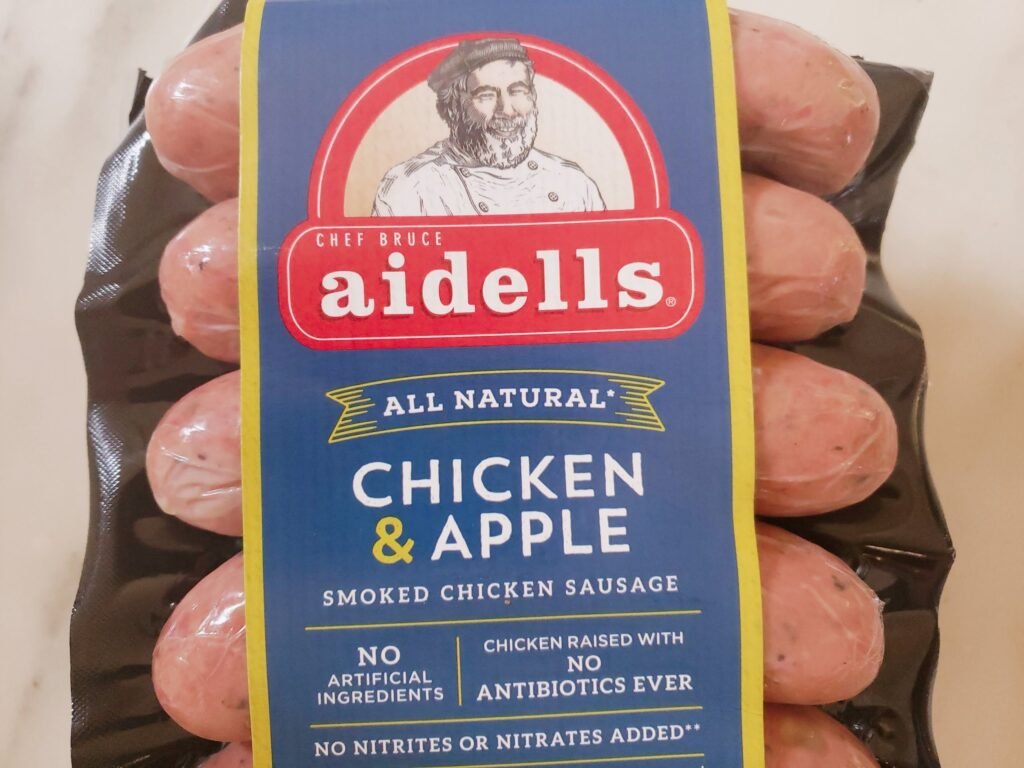 CHEF BRUCE
aidells®
ALL NATURAL*
CHICKEN
& APPLE
SMOKED CHICKEN SAUSAGE
NO
ARTIFICIAL
INGREDIENTS
CHICKEN RAISED WITH
NO
ANTIBIOTICS EVER
NO NITRITES OR NITRATES ADDED**